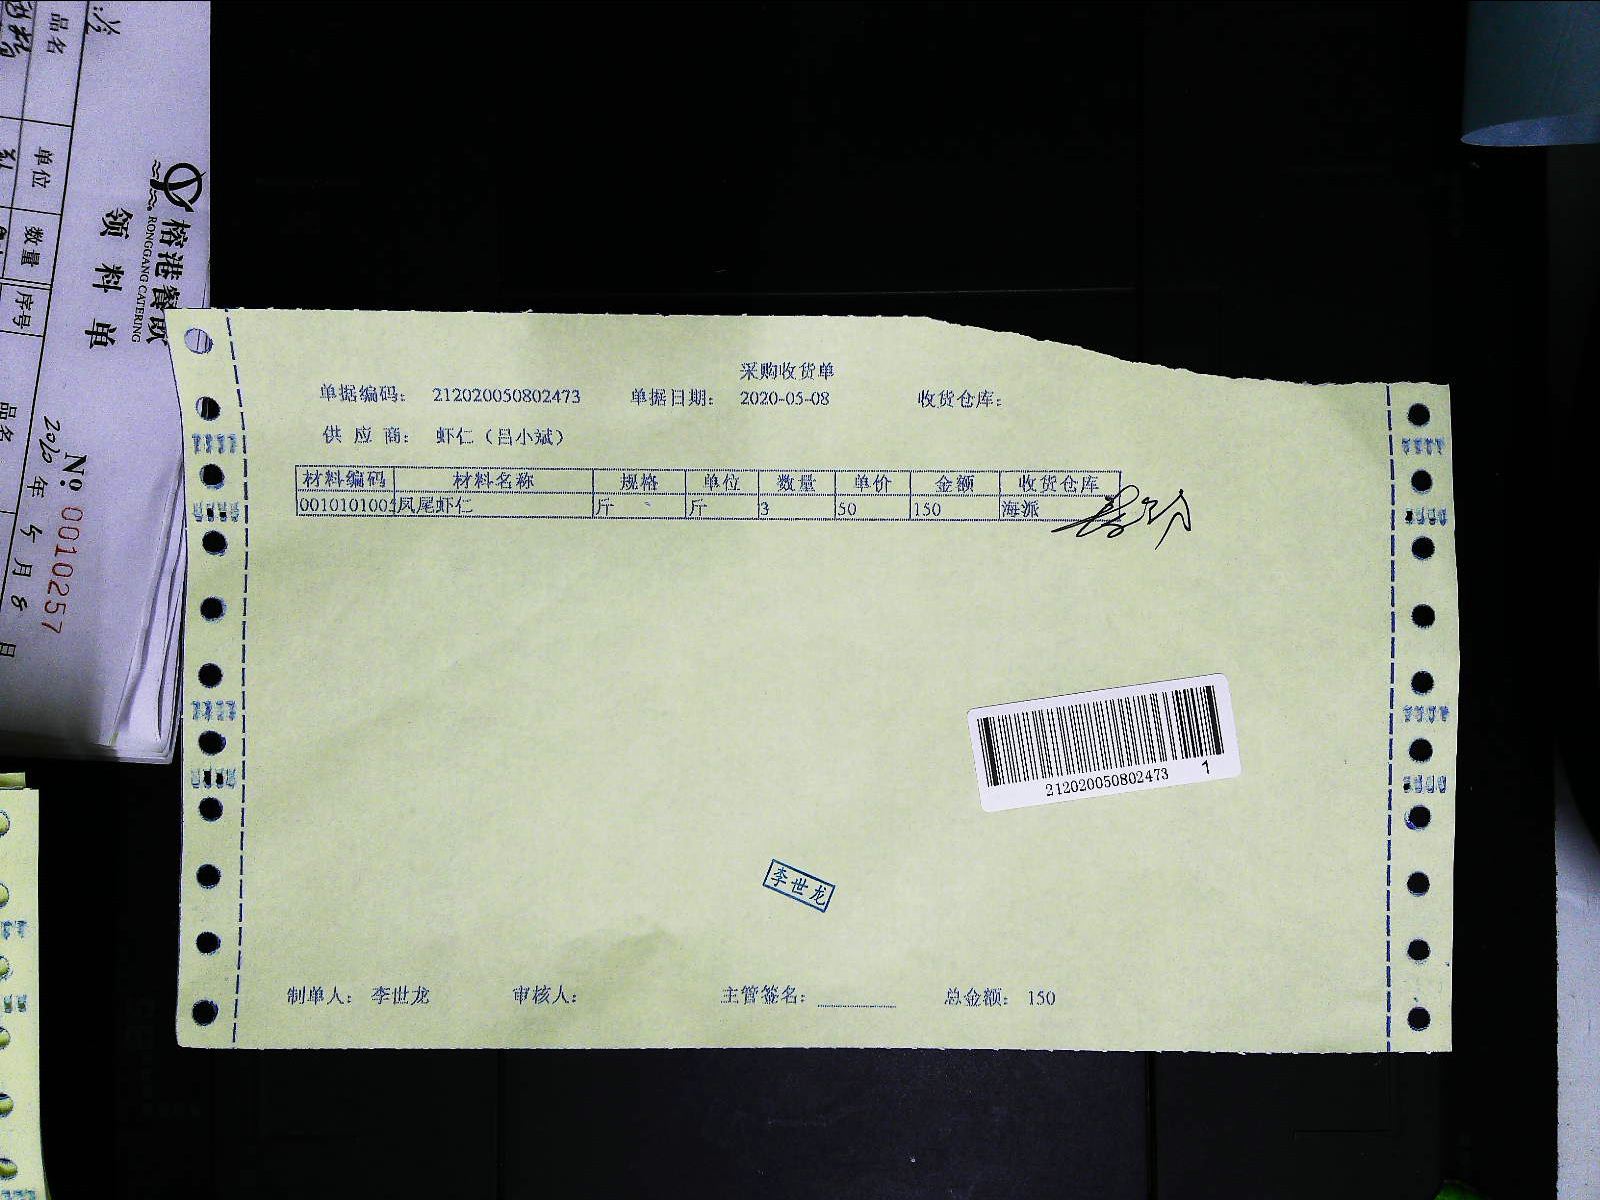 采购收货单
单据编码: 212020050802473 单据日期: 2020-05-08 收货仓库:
供 应 商: 虾仁（吕小斌）
材料编码 材料名称 规格 单位 数量 单价 金额 收货仓库
001010100 凤尾虾仁 斤 斤 3 50 150 海派
212020050802473 1
李世龙
制单人: 李世龙 审核人: 主管签名: 总金额: 150
榕港餐饮
RONGGANG CATERING
领料单
No 0010257
2020 年 5 月 8 日
品名 单位 数量 序号 品名